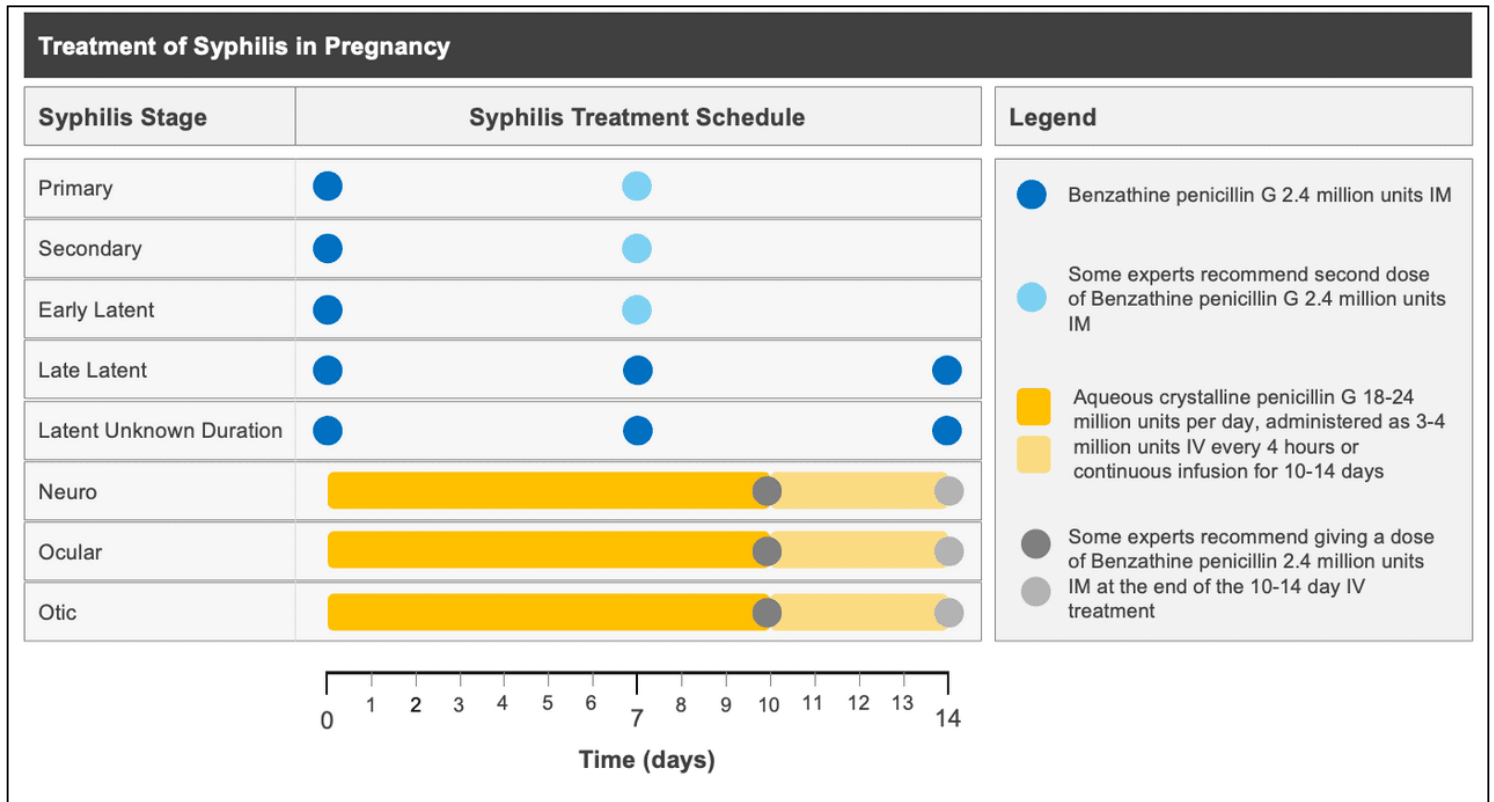 Treatment of Syphilis in Pregnancy
Syphilis Stage
Syphilis Treatment Schedule
Legend
Primary
Secondary
Early Latent
Late Latent
Latent Unknown Duration
Neuro
Ocular
Otic
Benzathine penicillin G 2.4 million units IM
Some experts recommend second dose
of Benzathine penicillin G 2.4 million units
IM
Aqueous crystalline penicillin G 18-24
million units per day, administered as 3-4
million units IV every 4 hours or
continuous infusion for 10-14 days
Some experts recommend giving a dose
of Benzathine penicillin 2.4 million units
IM at the end of the 10-14 day IV
treatment
0 1 2 3 4 5 6 7 8 9 10 11 12 13 14
Time (days)